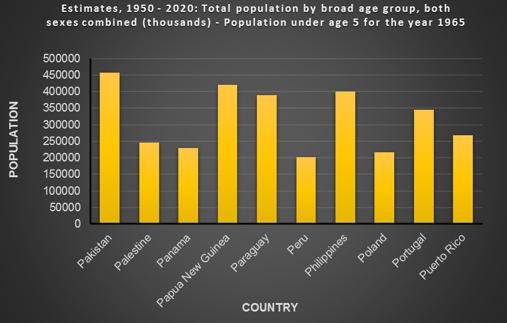 Estimates, 1950 - 2020: Total population by broad age group, both
sexes combined (thousands) - Population under age 5 for the year 1965
500000
450000
400000
350000
300000
250000
200000
150000
100000
50000
0
POPULATION
Pakistan
Palestine
Panama
Papua New Guinea
Paraguay
Peru
Philippines
Poland
Portugal
Puerto Rico
COUNTRY